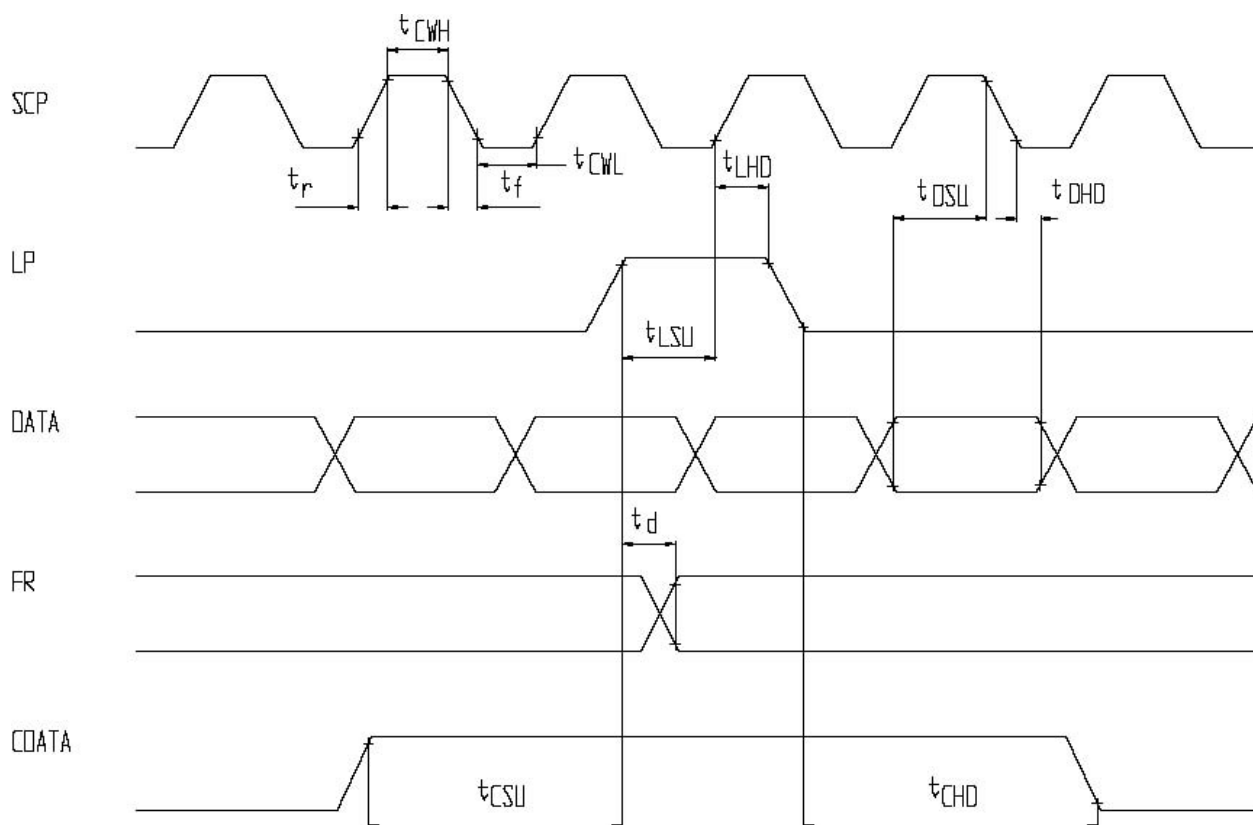 tCWH
SCP
tr
tf
tCWL
tLHD
tDSU
tDHD
LP
tLSU
DATA
td
FR
CDATA
tCSU
tCHD